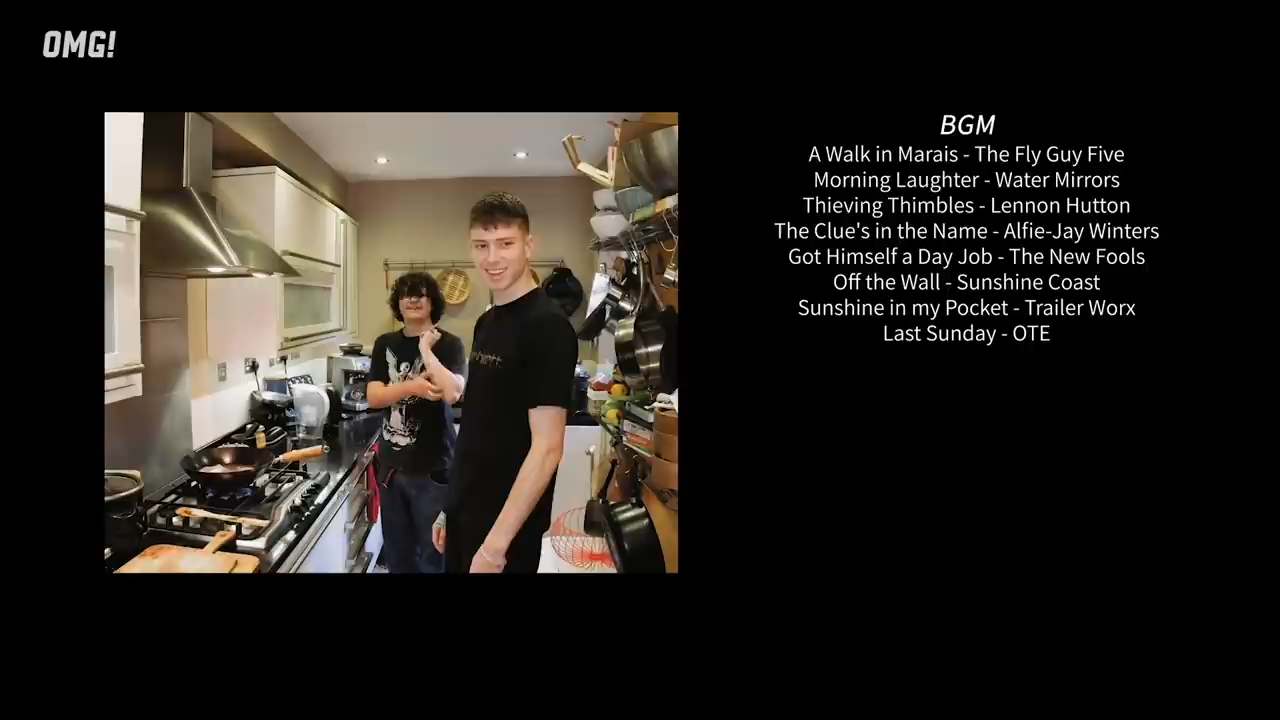 OMG!
BGM
A Walk in Marais - The Fly Guy Five
Morning Laughter - Water Mirrors
Thieving Thimbles - Lennon Hutton
The Clue's in the Name - Alfie-Jay Winters
Got Himself a Day Job - The New Fools
Off the Wall - Sunshine Coast
Sunshine in my Pocket - Trailer Worx
Last Sunday - OTE